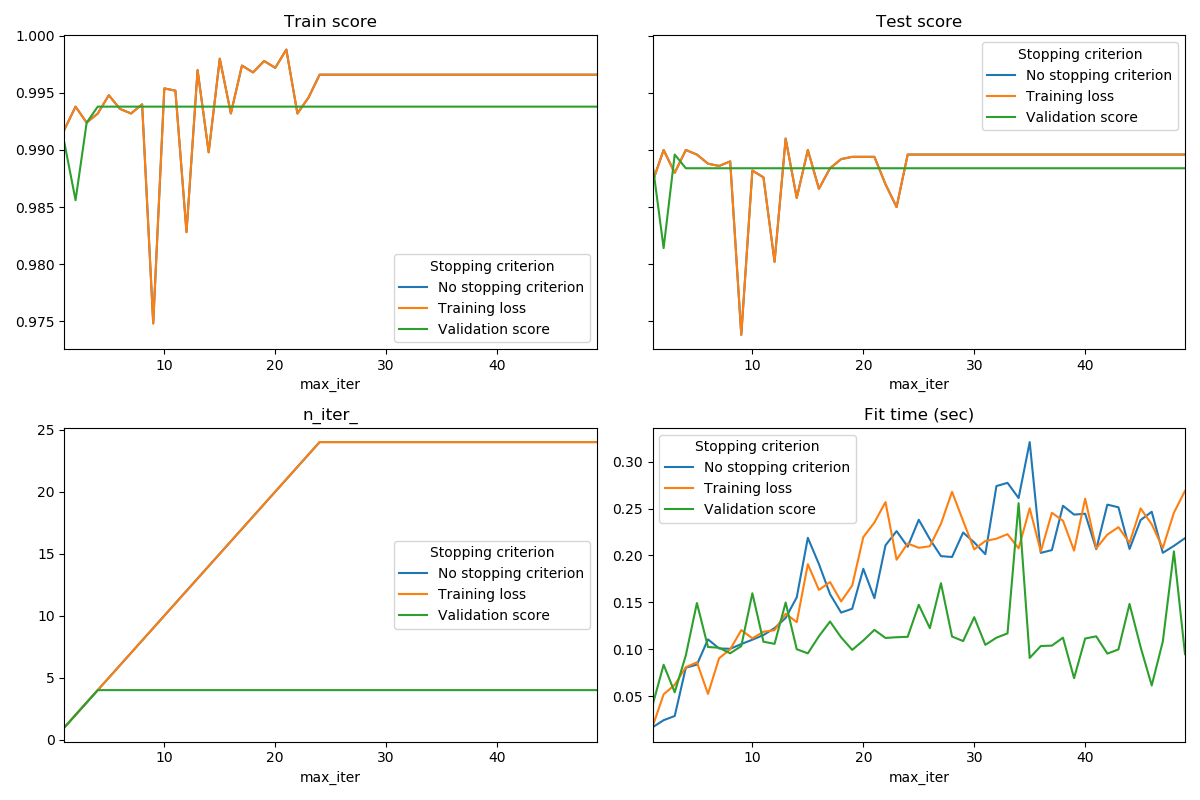 Train score
1.000
0.995
0.990
0.985
0.980
0.975
Stopping criterion
No stopping criterion
Training loss
Validation score
10 20 30 40
max_iter
Test score
Stopping criterion
No stopping criterion
Training loss
Validation score
10 20 30 40
max_iter
n_iter_
25
20
15
10
5
0
Stopping criterion
No stopping criterion
Training loss
Validation score
10 20 30 40
max_iter
Fit time (sec)
0.30
0.25
0.20
0.15
0.10
0.05
Stopping criterion
No stopping criterion
Training loss
Validation score
10 20 30 40
max_iter